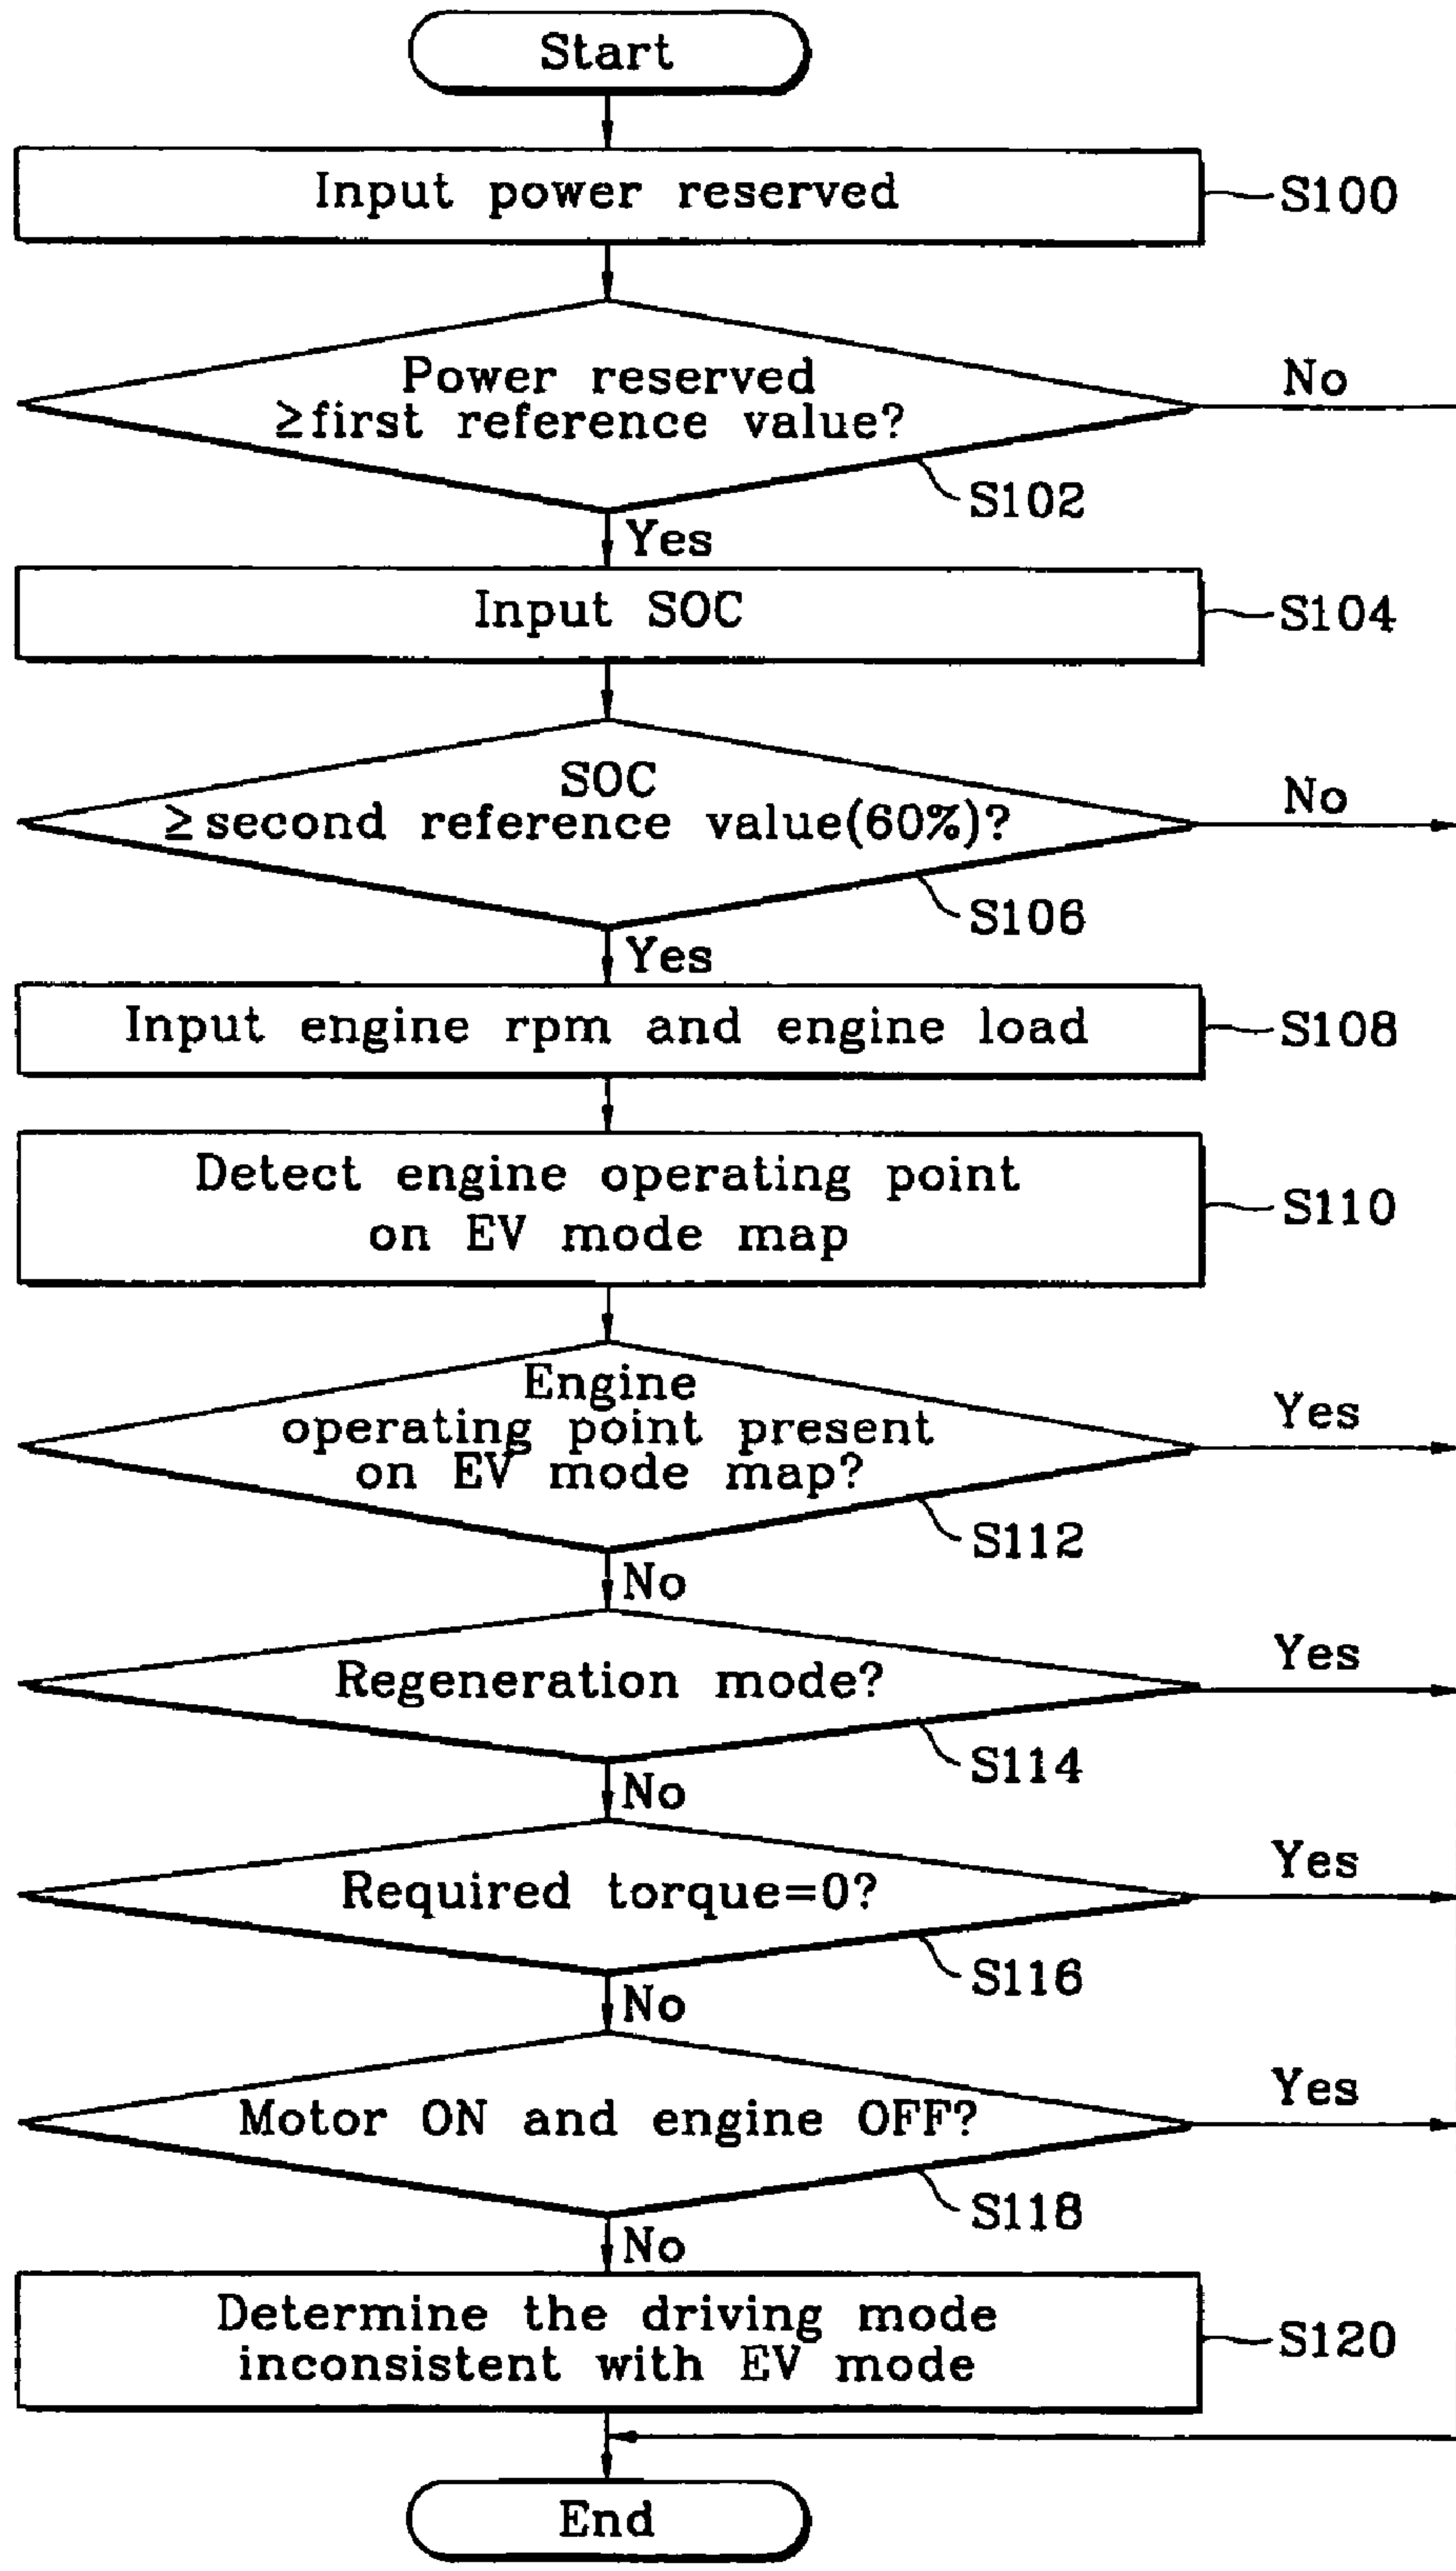 Start
Input power reserved
S100
Power reserved
≥first reference value?
No
S102
Yes
Input SOC
S104
SOC
≥second reference value(60%)?
No
S106
Yes
Input engine rpm and engine load
S108
Detect engine operating point
on EV mode map
S110
Engine
operating point present
on EV mode map?
Yes
S112
No
Regeneration mode?
Yes
S114
No
Required torque=0?
Yes
S116
No
Motor ON and engine OFF?
Yes
S118
No
Determine the driving mode
inconsistent with EV mode
S120
End